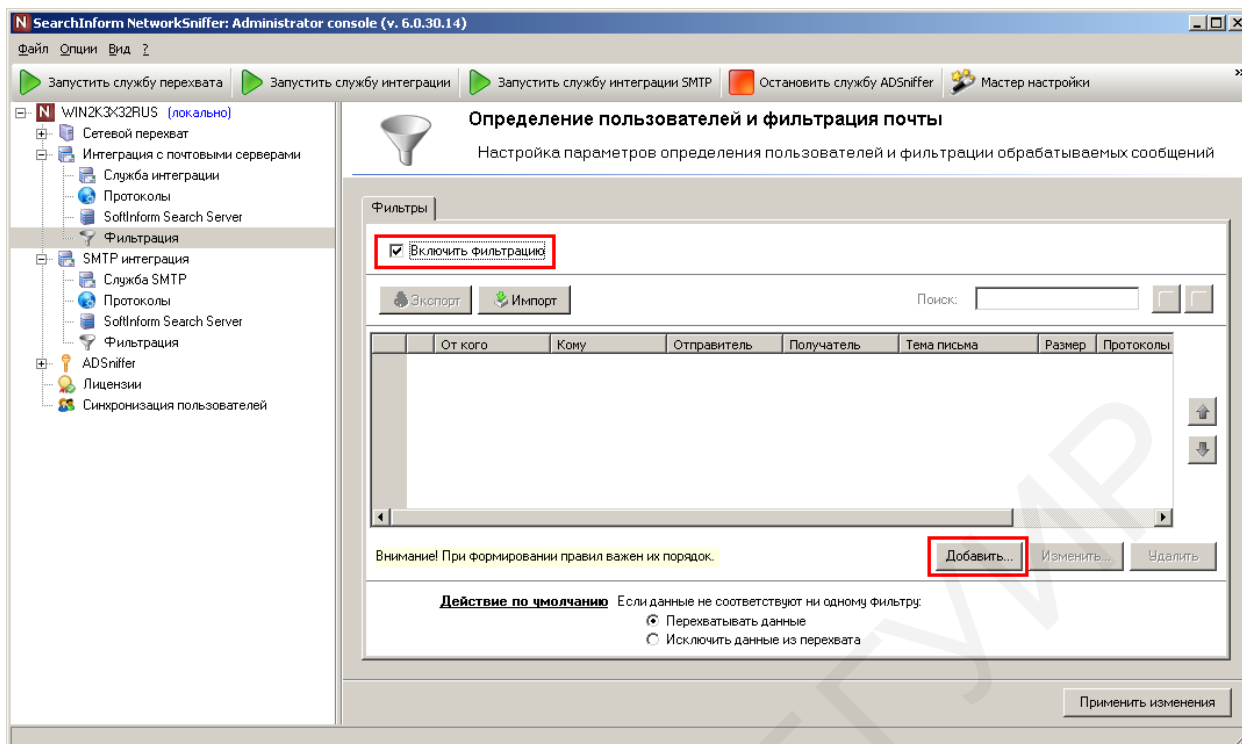 SearchInform NetworkSniffer: Administrator console (v. 6.0.30.14)
Файл Опции Вид ?
Запустить службу перехвата Запустить службу интеграции Запустить службу интеграции SMTP Остановить службу ADSniffer Мастер настройки »
WIN2K3X32RUS (локально)
Сетевой перехват
Интеграция с почтовыми серверами
Служба интеграции
Протоколы
SoftInform Search Server
Фильтрация
SMTP интеграция
Служба SMTP
Протоколы
SoftInform Search Server
Фильтрация
ADSniffer
Лицензии
Синхронизация пользователей
Определение пользователей и фильтрация почты
Настройка параметров определения пользователей и фильтрации обрабатываемых сообщений
Фильтры
Включить фильтрацию
Экспорт Импорт Поиск:
От кого Кому Отправитель Получатель Тема письма Размер Протоколы
Внимание! При формировании правил важен их порядок.
Добавить... Изменить... Удалить
Действие по умолчанию Если данные не соответствуют ни одному фильтру:
Перехватывать данные
Исключить данные из перехвата
Применить изменения